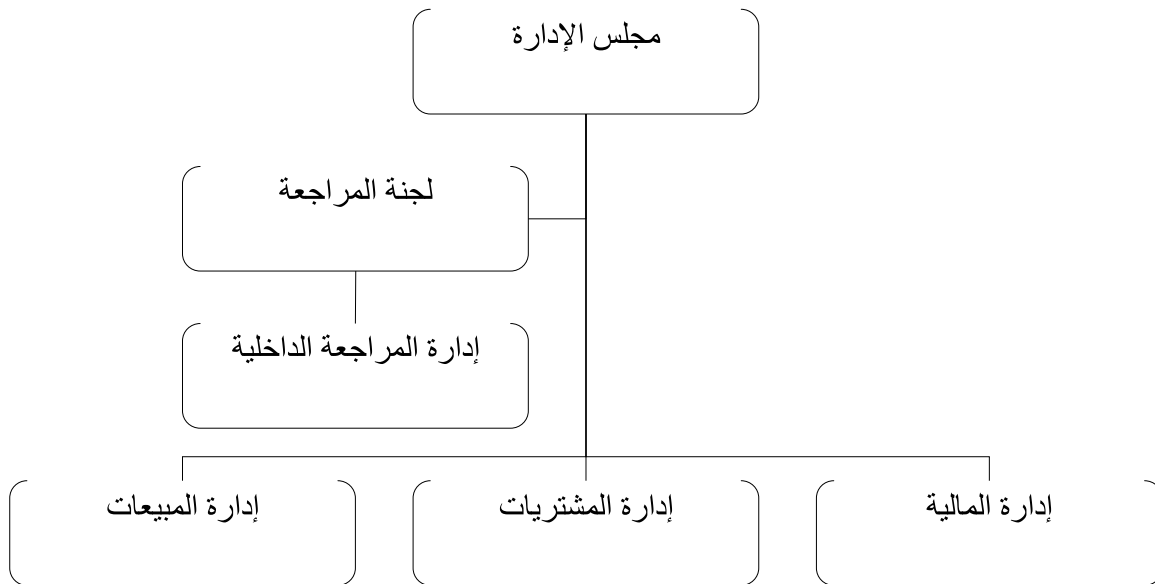 مجلس الإدارة
لجنة المراجعة
إدارة المراجعة الداخلية
إدارة المالية
إدارة المشتريات
إدارة المبيعات